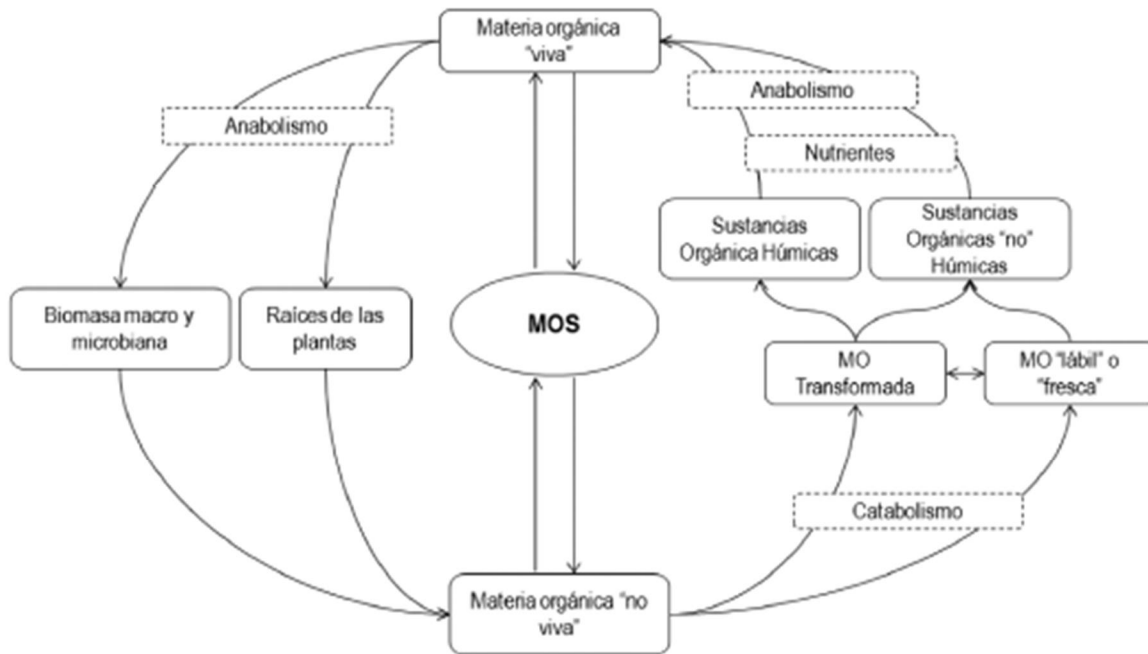 Materia orgánica
"viva"
Anabolismo
Anabolismo
Nutrientes
Sustancias
Orgánica Húmicas
Sustancias
Orgánicas "no"
Húmicas
Biomasa macro y
microbiana
Raíces de las
plantas
MOS
MO
Transformada
MO "lábil" o
"fresca"
Catabolismo
Materia orgánica "no
viva"